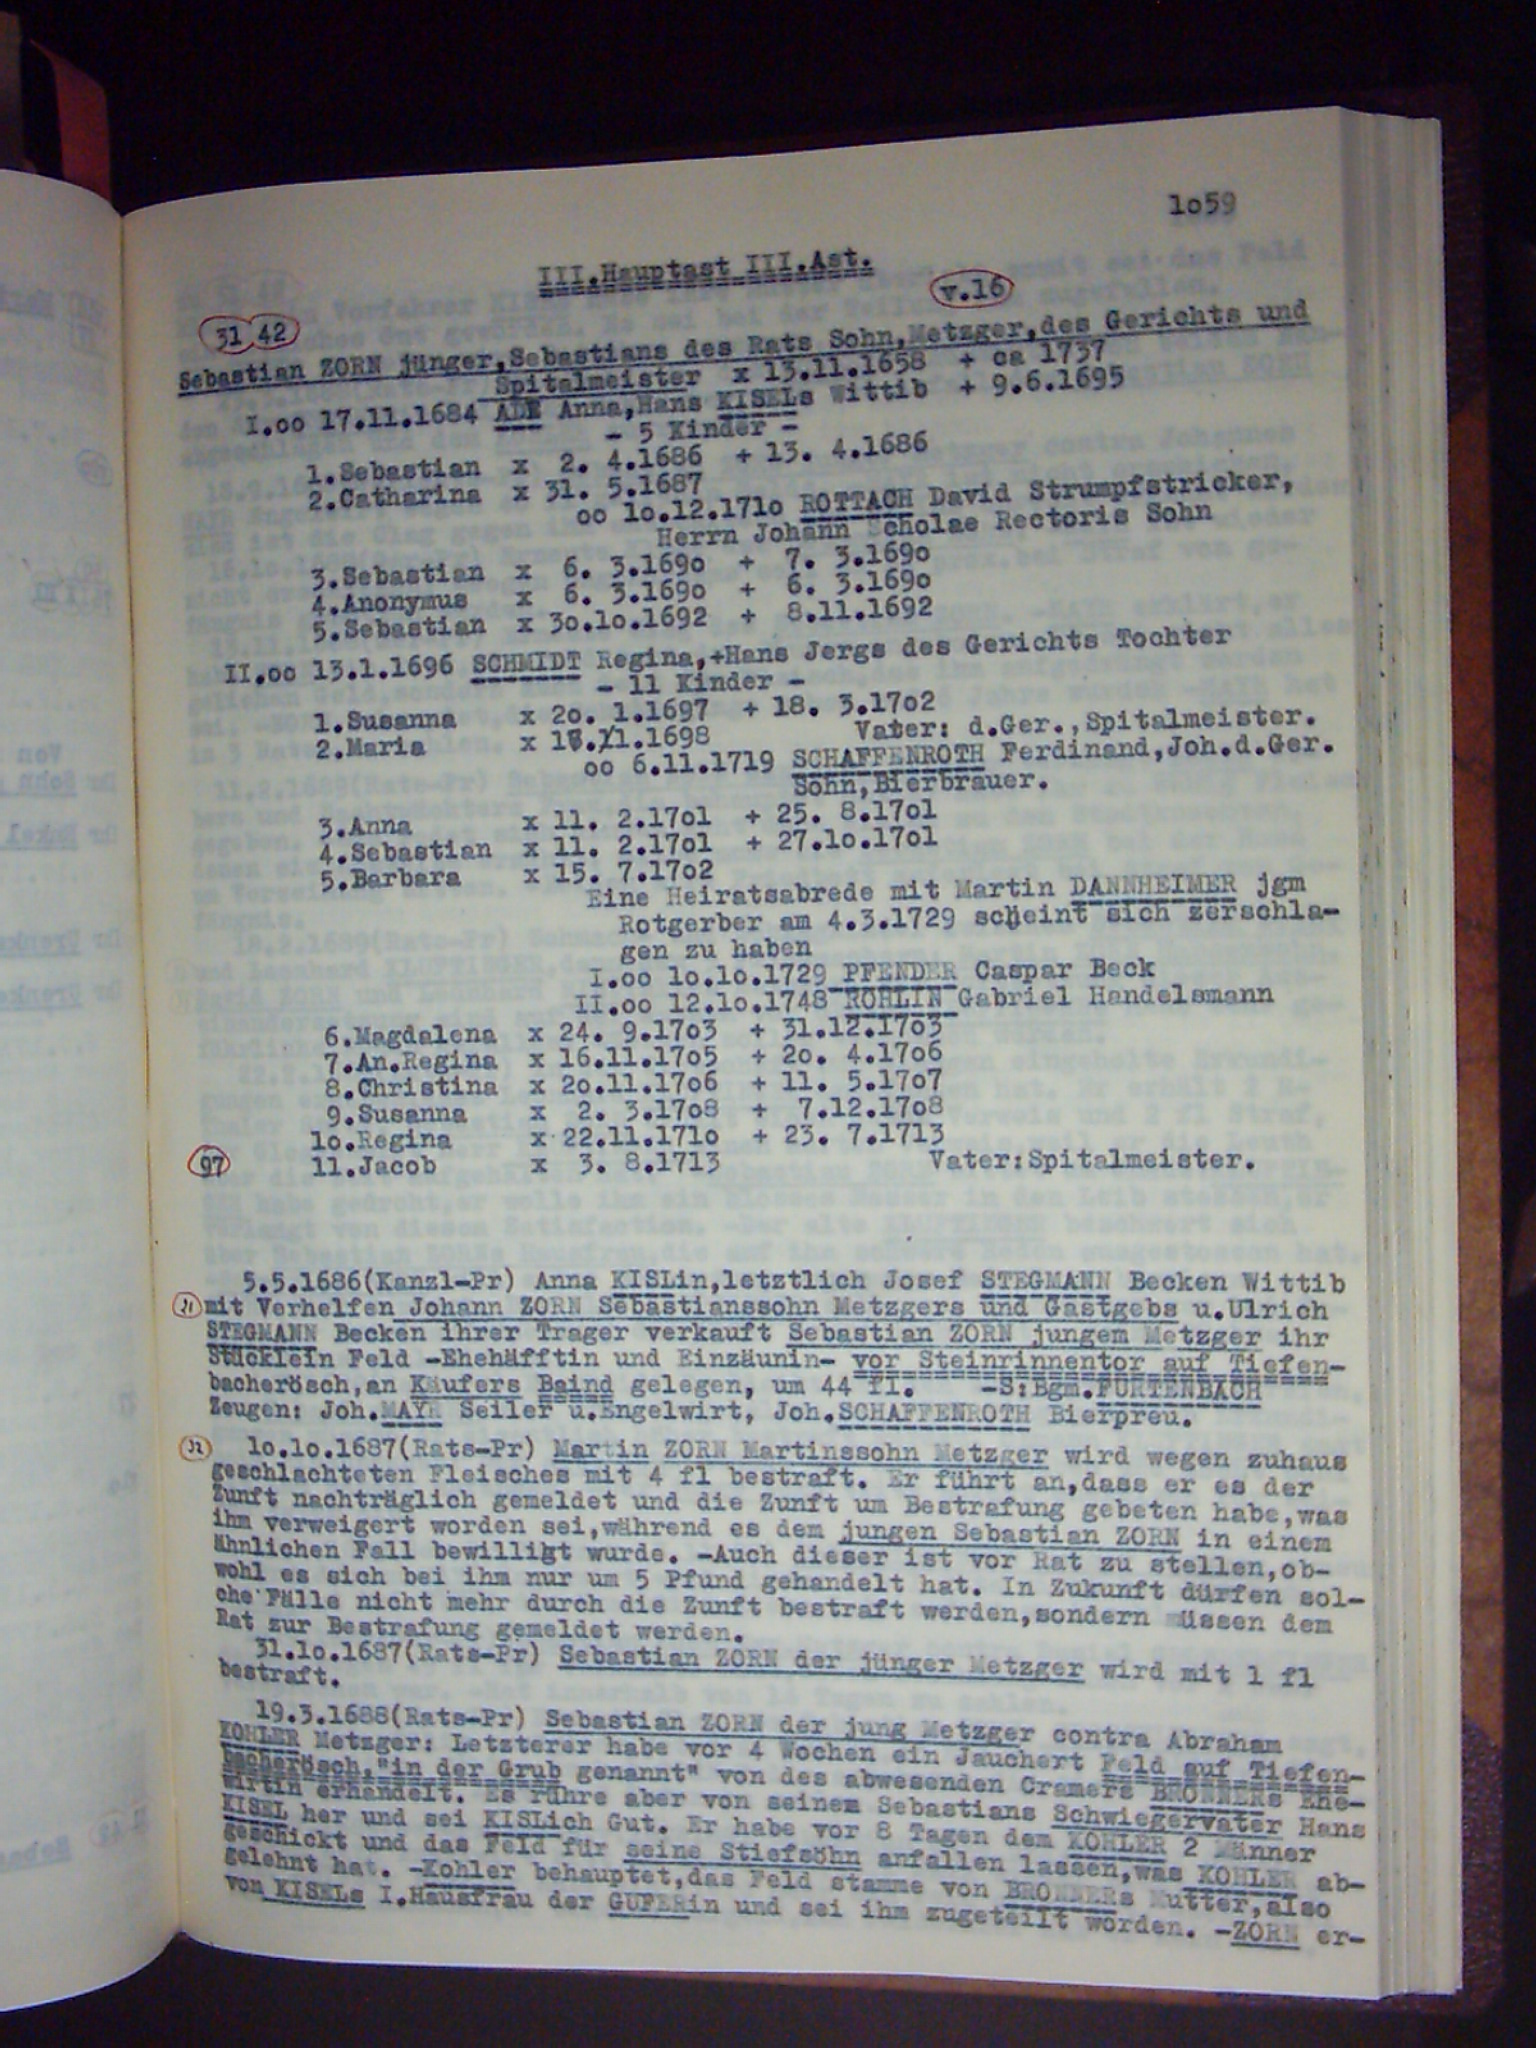 1o59
III.Hauptast III.Ast.
v.16
31 42
Sebastian ZORN jünger,Sebastians des Rats Sohn,Metzger,des Gerichts und
Spitalmeister x 13.11.1658 + ca 1737
I.oo 17.11.1684 ADE Anna,Hans KISELs Wittib + 9.6.1695
- 5 Kinder -
1.Sebastian x 2. 4.1686 + 13. 4.1686
2.Catharina x 31. 5.1687
oo 1o.12.171o ROTTACH David Strumpfstricker,
Herrn Johann Scholae Rectoris Sohn
3.Sebastian x 6. 3.169o + 7. 3.169o
4.Anonymus x 6. 3.169o + 6. 3.169o
5.Sebastian x 3o.1o.1692 + 8.11.1692
II.oo 13.1.1696 SCHMIDT Regina,+Hans Jergs des Gerichts Tochter
- 11 Kinder -
1.Susanna x 2o. 1.1697 + 18. 3.17o2
2.Maria x 1 .11.1698 Vater: d.Ger.,Spitalmeister.
oo 6.11.1719 SCHAFFENROTH Ferdinand,Joh.d.Ger.
Sohn,Bierbrauer.
3.Anna x 11. 2.17o1 + 25. 8.17o1
4.Sebastian x 11. 2.17o1 + 27.1o.17o1
5.Barbara x 15. 7.17o2
Eine Heiratsabrede mit Martin DANNHEIMER jgm
Rotgerber am 4.3.1729 scheint sich zerschla-
gen zu haben
I.oo 1o.1o.1729 PFENDER Caspar Beck
II.oo 12.1o.1748 ROHLIN Gabriel Handelsmann
6.Magdalena x 24. 9.17o3 + 31.12.17o3
7.An.Regina x 16.11.17o5 + 2o. 4.17o6
8.Christina x 2o.11.17o6 + 11. 5.17o7
9.Susanna x 2. 3.17o8 + 7.12.17o8
1o.Regina x 22.11.171o + 23. 7.1713
97 11.Jacob x 3. 8.1713 Vater:Spitalmeister.
5.5.1686(Kanzl-Pr) Anna KISLin,letztlich Josef STEGMANN Becken Wittib
31 mit Verhelfen Johann ZORN Sebastianssohn Metzgers und Gastgebs u.Ulrich
STEGMANN Becken ihrer Trager verkauft Sebastian ZORN jungem Metzger ihr
Stücklein Feld -Ehehäfftin und Einzäunin- vor Steinrinnentor auf Tiefen-
bacherösch,an Käufers Baind gelegen, um 44 fl. -S:Bgm.FURTENBACH
Zeugen: Joh.MAYR Seiler u.Engelwirt, Joh.SCHAFFENROTH Bierpreu.
32 1o.1o.1687(Rats-Pr) Martin ZORN Martinssohn Metzger wird wegen zuhaus
geschlachteten Fleisches mit 4 fl bestraft. Er führt an,dass er es der
Zunft nachträglich gemeldet und die Zunft um Bestrafung gebeten habe,was
ihm verweigert worden sei,während es dem jungen Sebastian ZORN in einem
ähnlichen Fall bewilligt wurde. -Auch dieser ist vor Rat zu stellen,ob-
wohl es sich bei ihm nur um 5 Pfund gehandelt hat. In Zukunft dürfen sol-
che Fälle nicht mehr durch die Zunft bestraft werden,sondern müssen dem
Rat zur Bestrafung gemeldet werden.
31.1o.1687(Rats-Pr) Sebastian ZORN der jünger Metzger wird mit 1 fl
bestraft.
19.3.1688(Rats-Pr) Sebastian ZORN der jung Metzger contra Abraham
KOHLER Metzger: Letzterer habe vor 4 Wochen ein Jauchert Feld auf Tiefen-
bacherösch,"in der Grub genannt" von des abwesenden Cramers BRONNERs Ehe-
wirtin erhandelt. Es rühre aber von seinem Sebastians Schwiegervater Hans
KISEL her und sei KISLich Gut. Er habe vor 8 Tagen dem KOHLER 2 Männer
geschickt und das Feld für seine Stiefsöhn anfallen lassen,was KOHLER ab-
gelehnt hat. -Kohler behauptet,das Feld stamme von BRONNERs Mutter,also
von KISELs I.Hausfrau der GUFERin und sei ihm zugeteilt worden. -ZORN er-